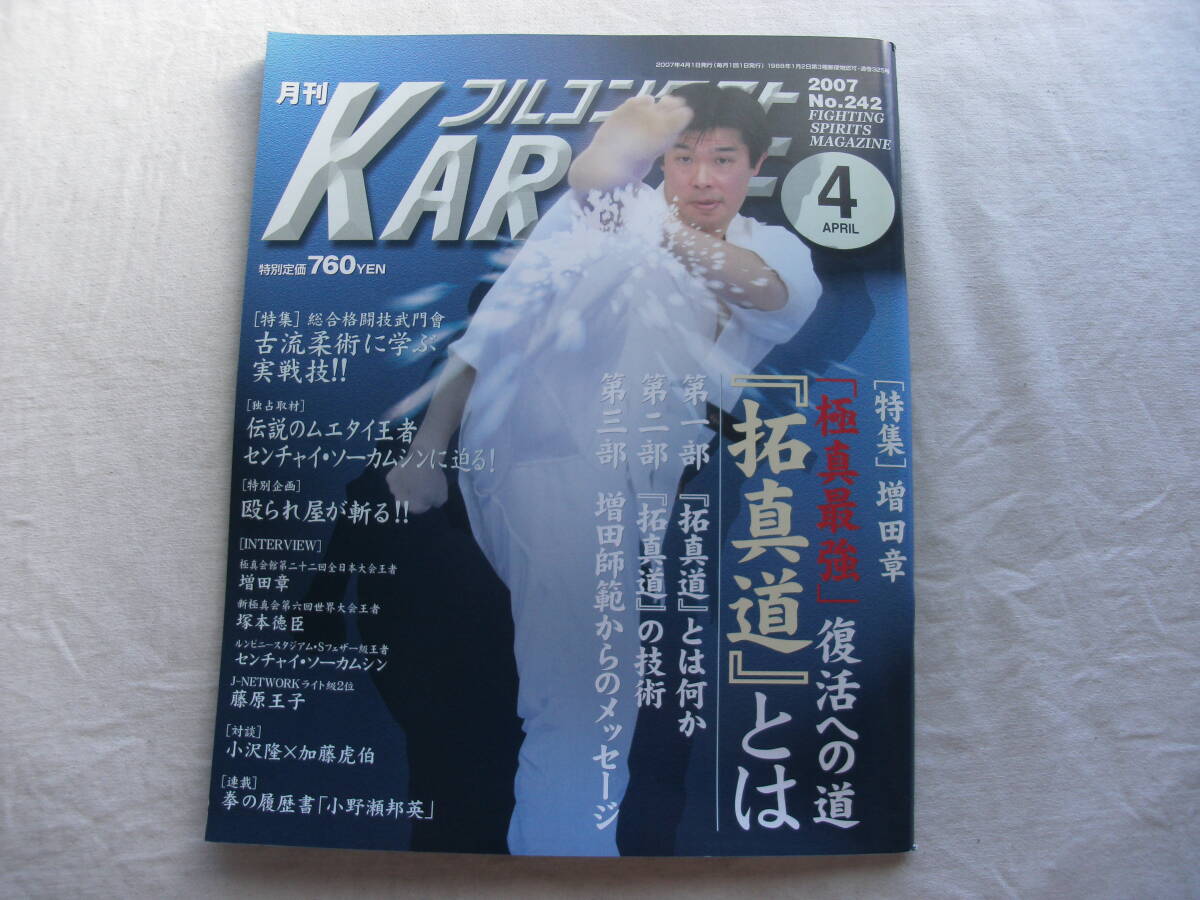 2007年4月1日発行(毎月1回1日発行) 1988年1月2日第3種郵便物認可・通巻325号
月刊
フルコンタクト
KARATE
2007
No.242
FIGHTING
SPIRITS
MAGAZINE
4
APRIL
特別定価760YEN
[特集] 総合格闘技武門會
古流柔術に学ぶ
実戦技!!
[独占取材]
伝説のムエタイ王者
センチャイ・ソーカムシンに迫る!
[特別企画]
殴られ屋が斬る!!
[INTERVIEW]
極真会館第二十二回全日本大会王者
増田章
新極真会第六回世界大会王者
塚本徳臣
ルンピニースタジアム・Sフェザー級王者
センチャイ・ソーカムシン
J-NETWORKライト級2位
藤原王子
[対談]
小沢隆×加藤虎伯
[連載]
拳の履歴書「小野瀬邦英」
[特集] 増田章
「極真最強」復活への道
『拓真道』とは
第一部 『拓真道』とは何か
第二部 『拓真道』の技術
第三部 増田師範からのメッセージ